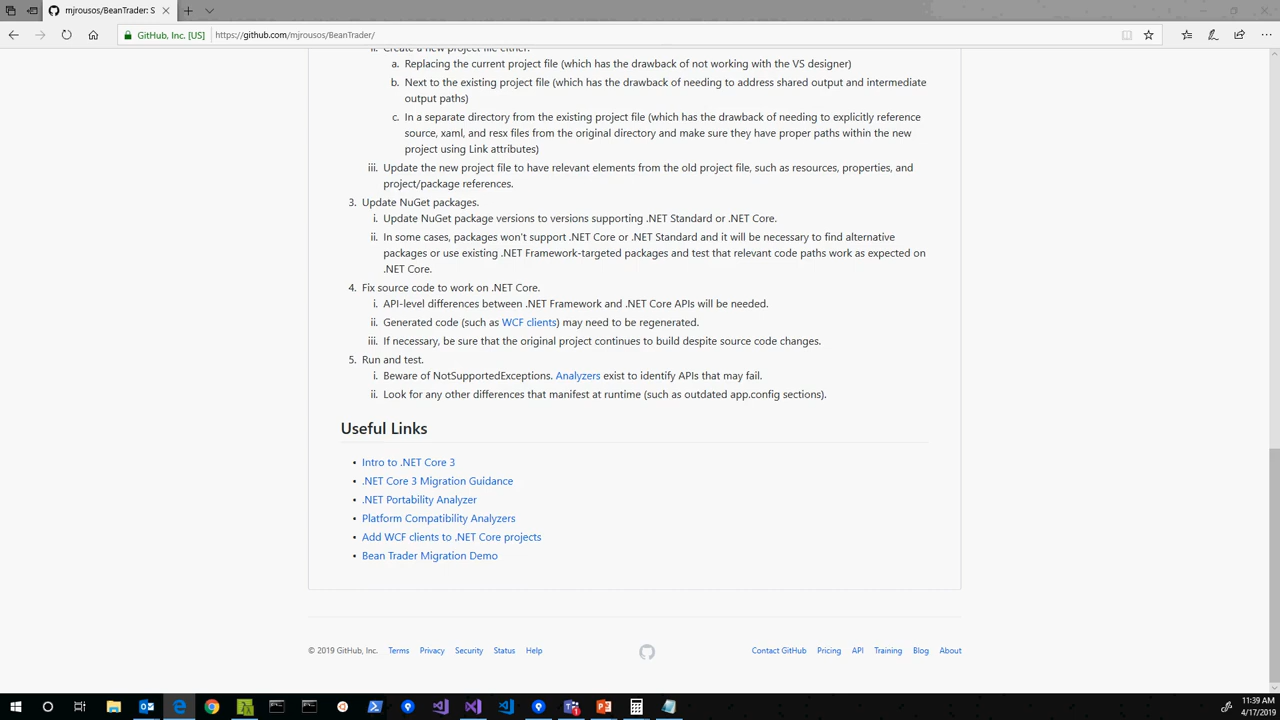 mjrousos/BeanTrader: S
GitHub, Inc. [US]
https://github.com/mjrousos/BeanTrader/
ii. Create a new project file either:
a. Replacing the current project file (which has the drawback of not working with the VS designer)
b. Next to the existing project file (which has the drawback of needing to address shared output and intermediate
output paths)
c. In a separate directory from the existing project file (which has the drawback of needing to explicitly reference
source, xaml, and resx files from the original directory and make sure they have proper paths within the new
project using Link attributes)
iii. Update the new project file to have relevant elements from the old project file, such as resources, properties, and
project/package references.
3. Update NuGet packages.
i. Update NuGet package versions to versions supporting .NET Standard or .NET Core.
ii. In some cases, packages won't support .NET Core or .NET Standard and it will be necessary to find alternative
packages or use existing .NET Framework-targeted packages and test that relevant code paths work as expected on
.NET Core.
4. Fix source code to work on .NET Core.
i. API-level differences between .NET Framework and .NET Core APIs will be needed.
ii. Generated code (such as WCF clients) may need to be regenerated.
iii. If necessary, be sure that the original project continues to build despite source code changes.
5. Run and test.
i. Beware of NotSupportedExceptions. Analyzers exist to identify APIs that may fail.
ii. Look for any other differences that manifest at runtime (such as outdated app.config sections).
Useful Links
• Intro to .NET Core 3
• .NET Core 3 Migration Guidance
• .NET Portability Analyzer
• Platform Compatibility Analyzers
• Add WCF clients to .NET Core projects
• Bean Trader Migration Demo
© 2019 GitHub, Inc. Terms Privacy Security Status Help Contact GitHub Pricing API Training Blog About
11:39 AM
4/17/2019